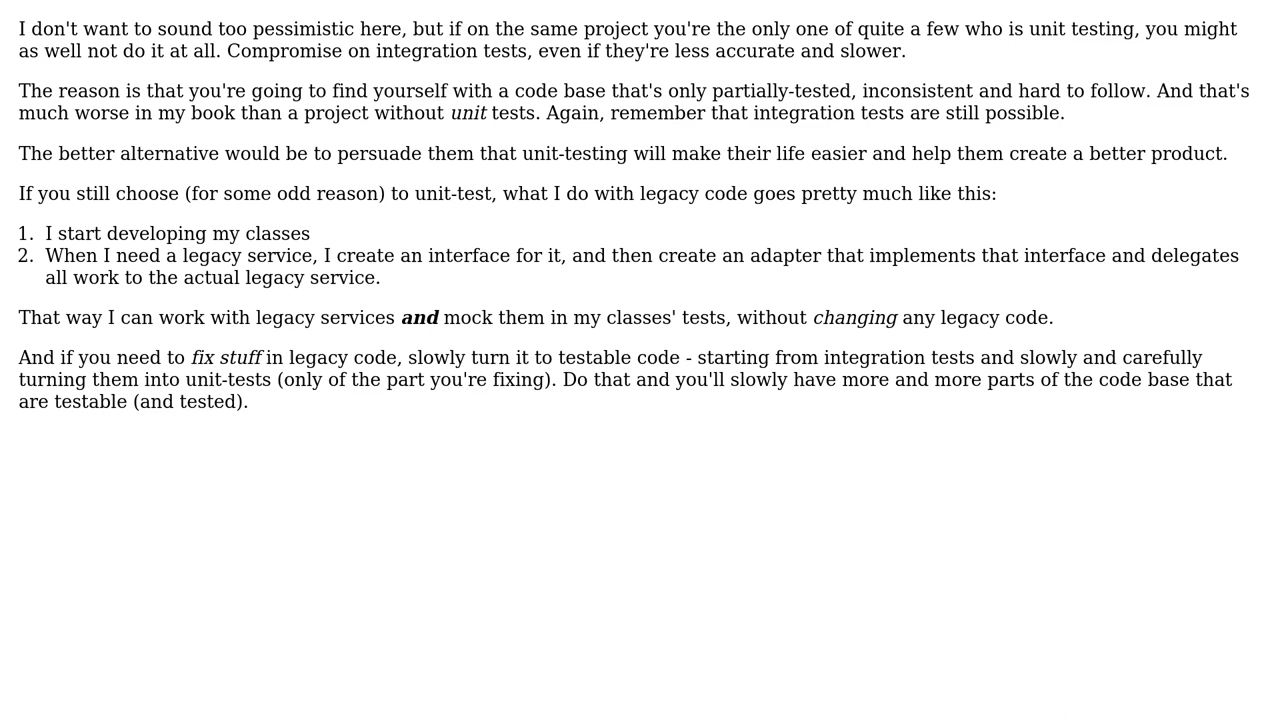 I don't want to sound too pessimistic here, but if on the same project you're the only one of quite a few who is unit testing, you might
as well not do it at all. Compromise on integration tests, even if they're less accurate and slower.
The reason is that you're going to find yourself with a code base that's only partially-tested, inconsistent and hard to follow. And that's
much worse in my book than a project without unit tests. Again, remember that integration tests are still possible.
The better alternative would be to persuade them that unit-testing will make their life easier and help them create a better product.
If you still choose (for some odd reason) to unit-test, what I do with legacy code goes pretty much like this:
1. I start developing my classes
2. When I need a legacy service, I create an interface for it, and then create an adapter that implements that interface and delegates
all work to the actual legacy service.
That way I can work with legacy services and mock them in my classes' tests, without changing any legacy code.
And if you need to fix stuff in legacy code, slowly turn it to testable code - starting from integration tests and slowly and carefully
turning them into unit-tests (only of the part you're fixing). Do that and you'll slowly have more and more parts of the code base that
are testable (and tested).